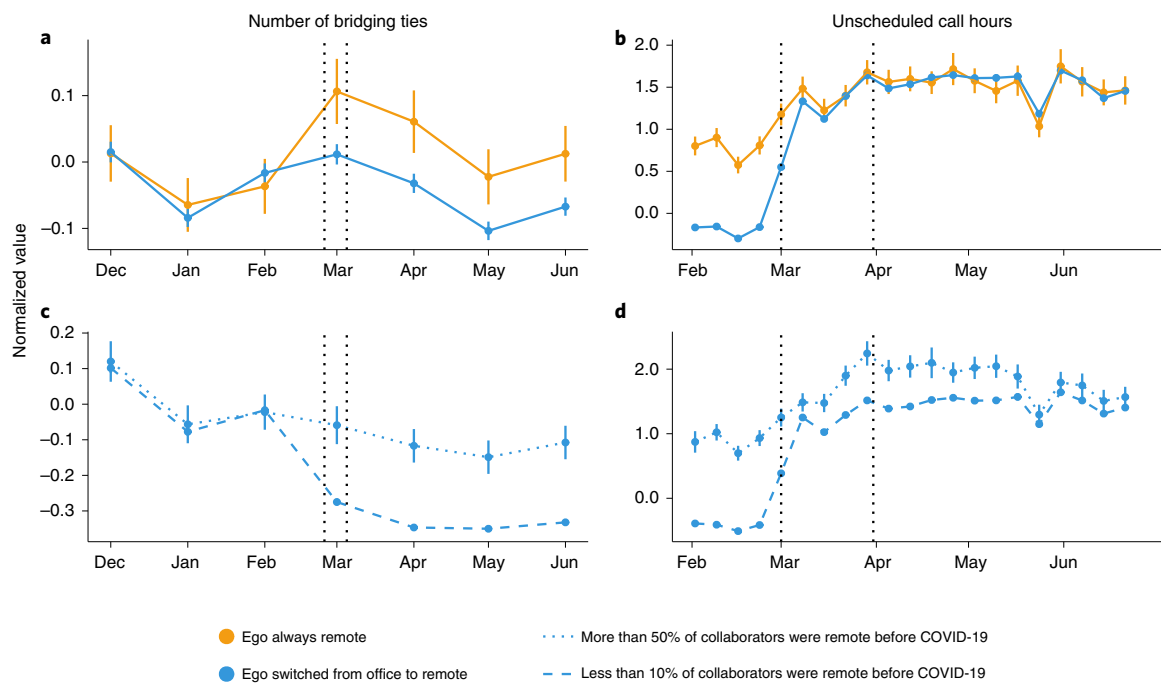 Number of bridging ties
Unscheduled call hours
a
b
0.1
0.0
–0.1
Dec Jan Feb Mar Apr May Jun
2.0
1.5
1.0
0.5
0.0
Feb Mar Apr May Jun
Normalized value
c
d
0.2
0.1
0.0
–0.1
–0.2
–0.3
Dec Jan Feb Mar Apr May Jun
2.0
1.0
0.0
Feb Mar Apr May Jun
Ego always remote
More than 50% of collaborators were remote before COVID-19
Ego switched from office to remote
Less than 10% of collaborators were remote before COVID-19